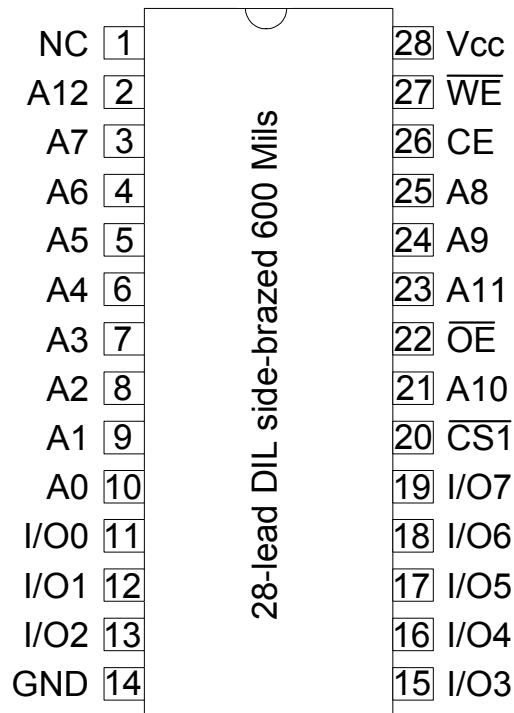 NC 1 28 Vcc
A12 2 27 WE
A7 3 26 CE
A6 4 25 A8
A5 5 24 A9
A4 6 23 A11
A3 7 22 OE
A2 8 21 A10
A1 9 20 CS1
A0 10 19 I/O7
I/O0 11 18 I/O6
I/O1 12 17 I/O5
I/O2 13 16 I/O4
GND 14 15 I/O3
28-lead DIL side-brazed 600 Mils